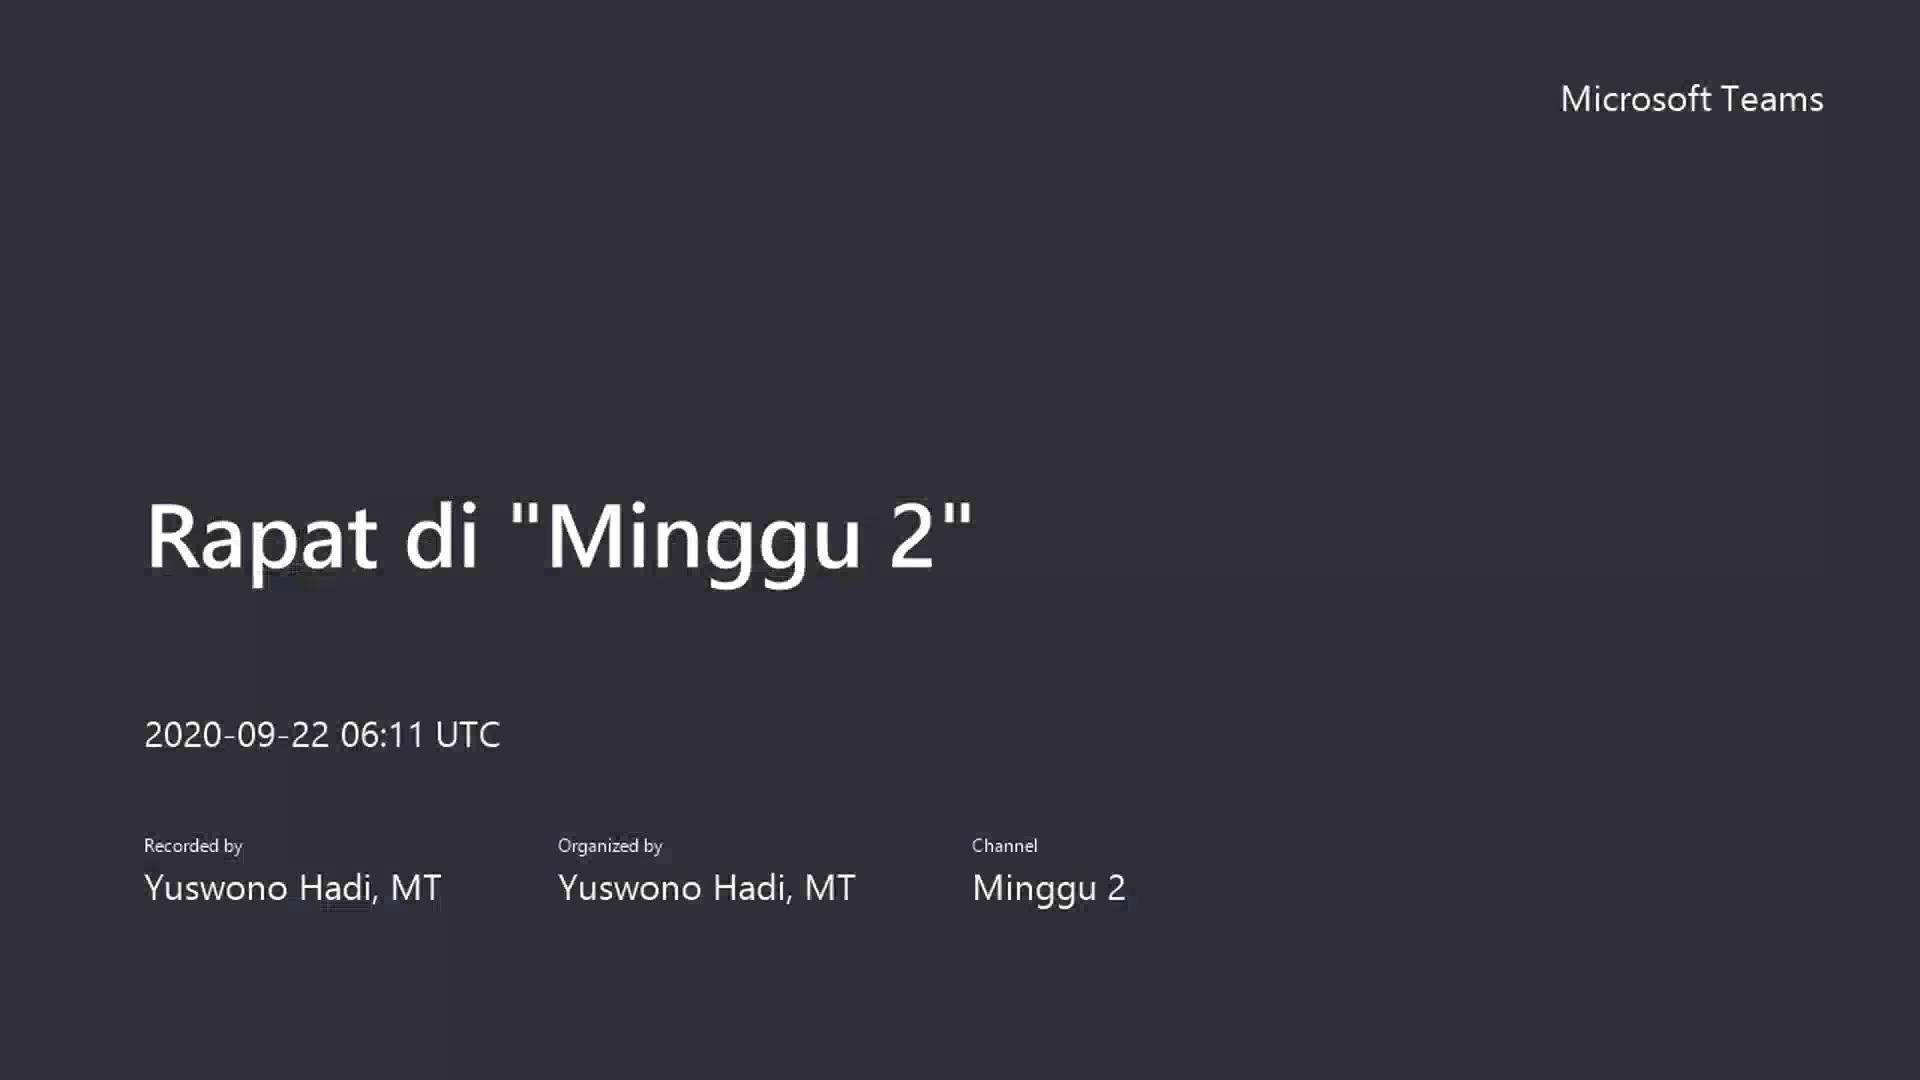 Microsoft Teams
Rapat di "Minggu 2"
2020-09-22 06:11 UTC
Recorded by
Yuswono Hadi, MT
Organized by
Yuswono Hadi, MT
Channel
Minggu 2